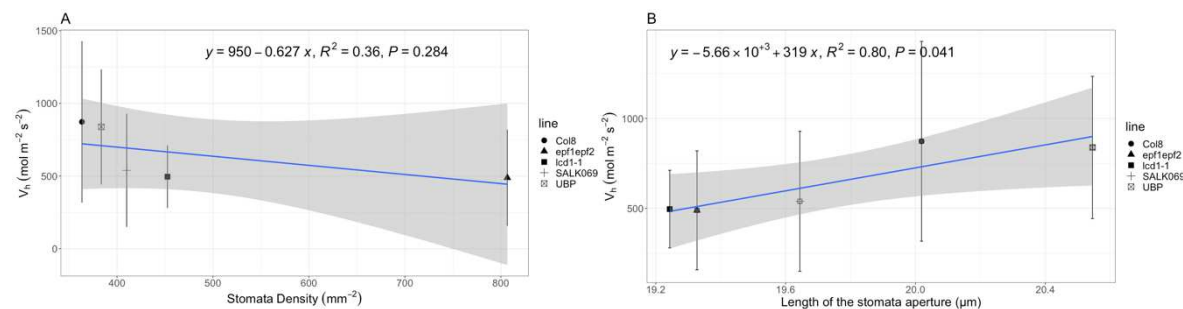 A
y = 950 − 0.627 x, R² = 0.36, P = 0.284
1500
1000
500
0
Vₕ (mol m⁻² s⁻²)
400
500
600
700
800
Stomata Density (mm⁻²)
line
Col8
epf1epf2
lcd1-1
SALK069
UBP
B
y = −5.66 × 10⁺³ + 319 x, R² = 0.80, P = 0.041
1000
500
Vₕ (mol m⁻² s⁻²)
19.2
19.6
20.0
20.4
Length of the stomata aperture (µm)
line
Col8
epf1epf2
lcd1-1
SALK069
UBP